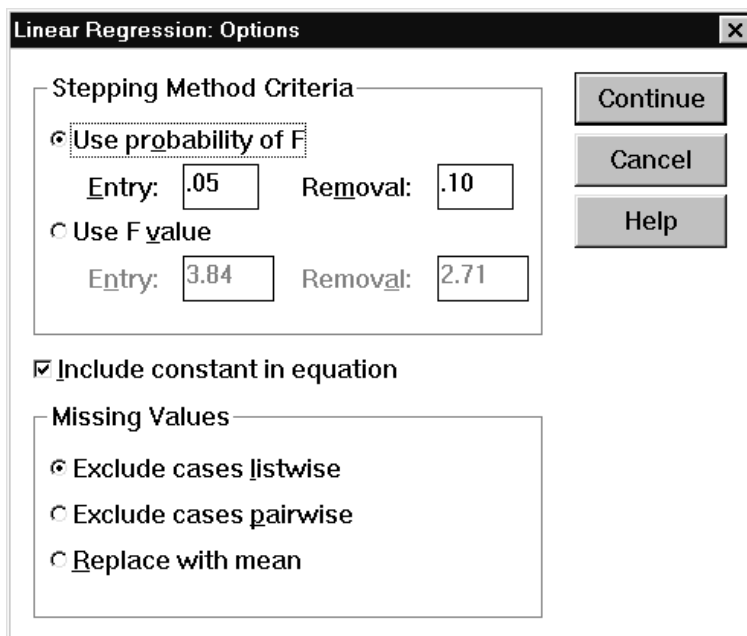 Linear Regression: Options
Stepping Method Criteria
Use probability of F
Entry: .05 Removal: .10
Use F value
Entry: 3.84 Removal: 2.71
Include constant in equation
Missing Values
Exclude cases listwise
Exclude cases pairwise
Replace with mean
Continue
Cancel
Help